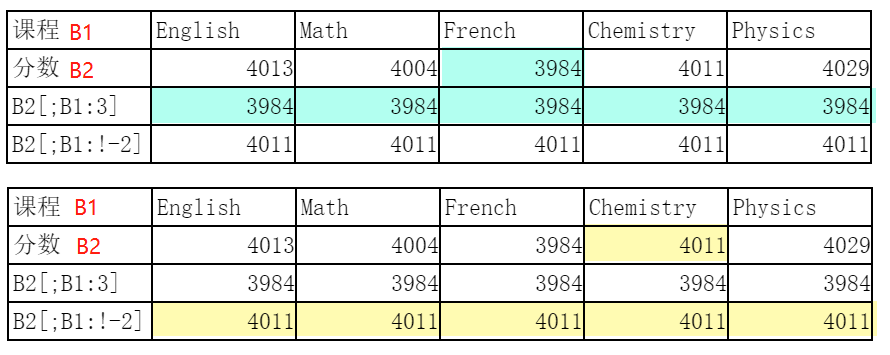 课程 B1 English Math French Chemistry Physics
分数 B2 4013 4004 3984 4011 4029
B2[;B1:3] 3984 3984 3984 3984 3984
B2[;B1:!-2] 4011 4011 4011 4011 4011
课程 B1 English Math French Chemistry Physics
分数 B2 4013 4004 3984 4011 4029
B2[;B1:3] 3984 3984 3984 3984 3984
B2[;B1:!-2] 4011 4011 4011 4011 4011